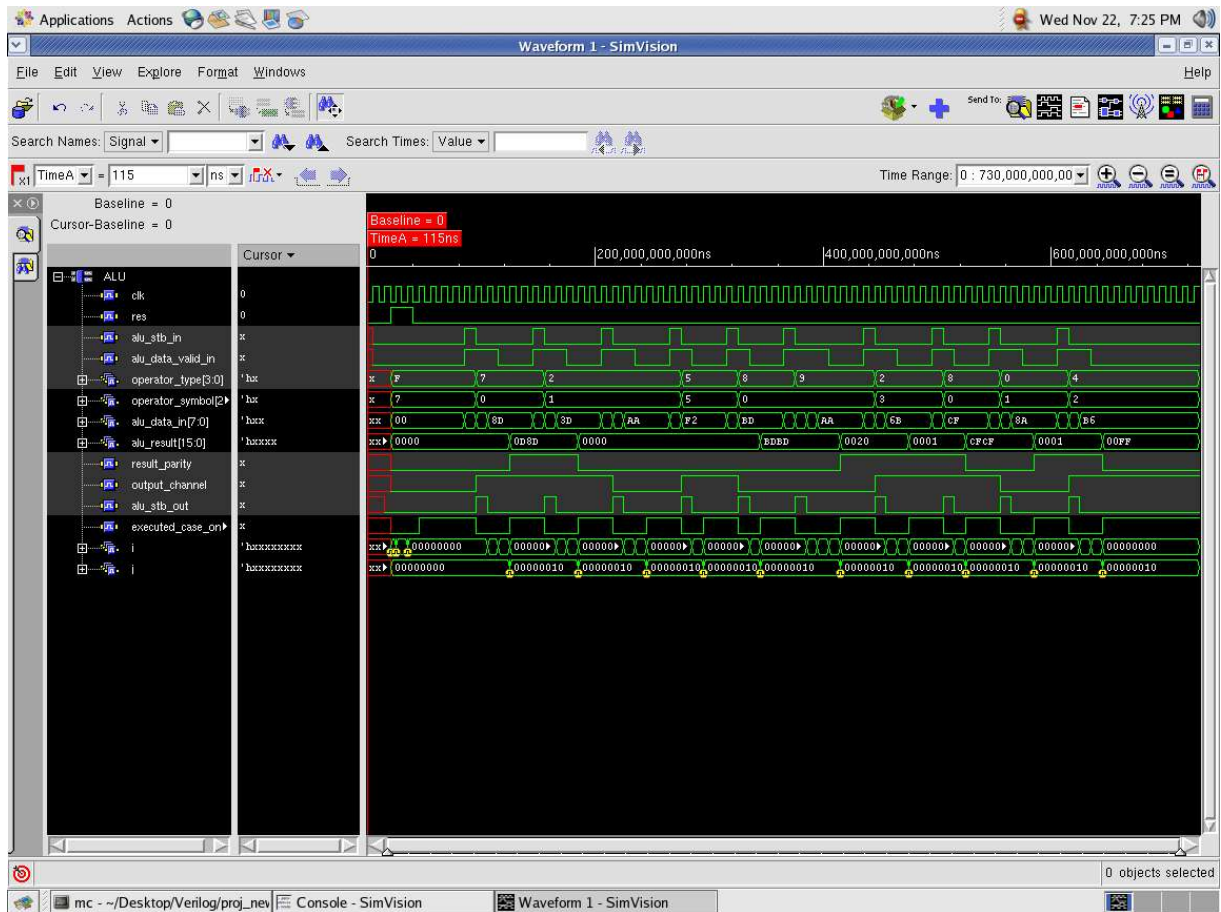 Applications Actions Wed Nov 22, 7:25 PM
Waveform 1 - SimVision
File Edit View Explore Format Windows Help
Send To:
Search Names: Signal Search Times: Value
x1 TimeA = 115 ns Time Range: 0 : 730,000,000,00
Baseline = 0
Cursor-Baseline = 0
Baseline = 0
TimeA = 115ns
Cursor 0 200,000,000,000ns 400,000,000,000ns 600,000,000,000ns
ALU
clk 0
res 0
alu_stb_in x
alu_data_valid_in x
operator_type[3:0] 'hx x F 7 2 5 8 9 2 8 0 4
operator_symbol[2 'hx x 7 0 1 5 0 3 0 1 2
alu_data_in[7:0] 'hxx xx 00 8D 3D AA F2 BD AA 6B CF 8A B6
alu_result[15:0] 'hxxxx xx 0000 0D8D 0000 BDBD 0020 0001 CFCF 0001 00FF
result_parity x
output_channel x
alu_stb_out x
executed_case_on x
i 'hxxxxxxxx xx 00000000 00000 00000 00000 00000 00000 00000 00000 00000 00000 00000000
j 'hxxxxxxxx xx 00000000 00000010 00000010 00000010 00000010 00000010 00000010 00000010 00000010 00000010 00000010
0 objects selected
mc - ~/Desktop/Verilog/proj_new Console - SimVision Waveform 1 - SimVision